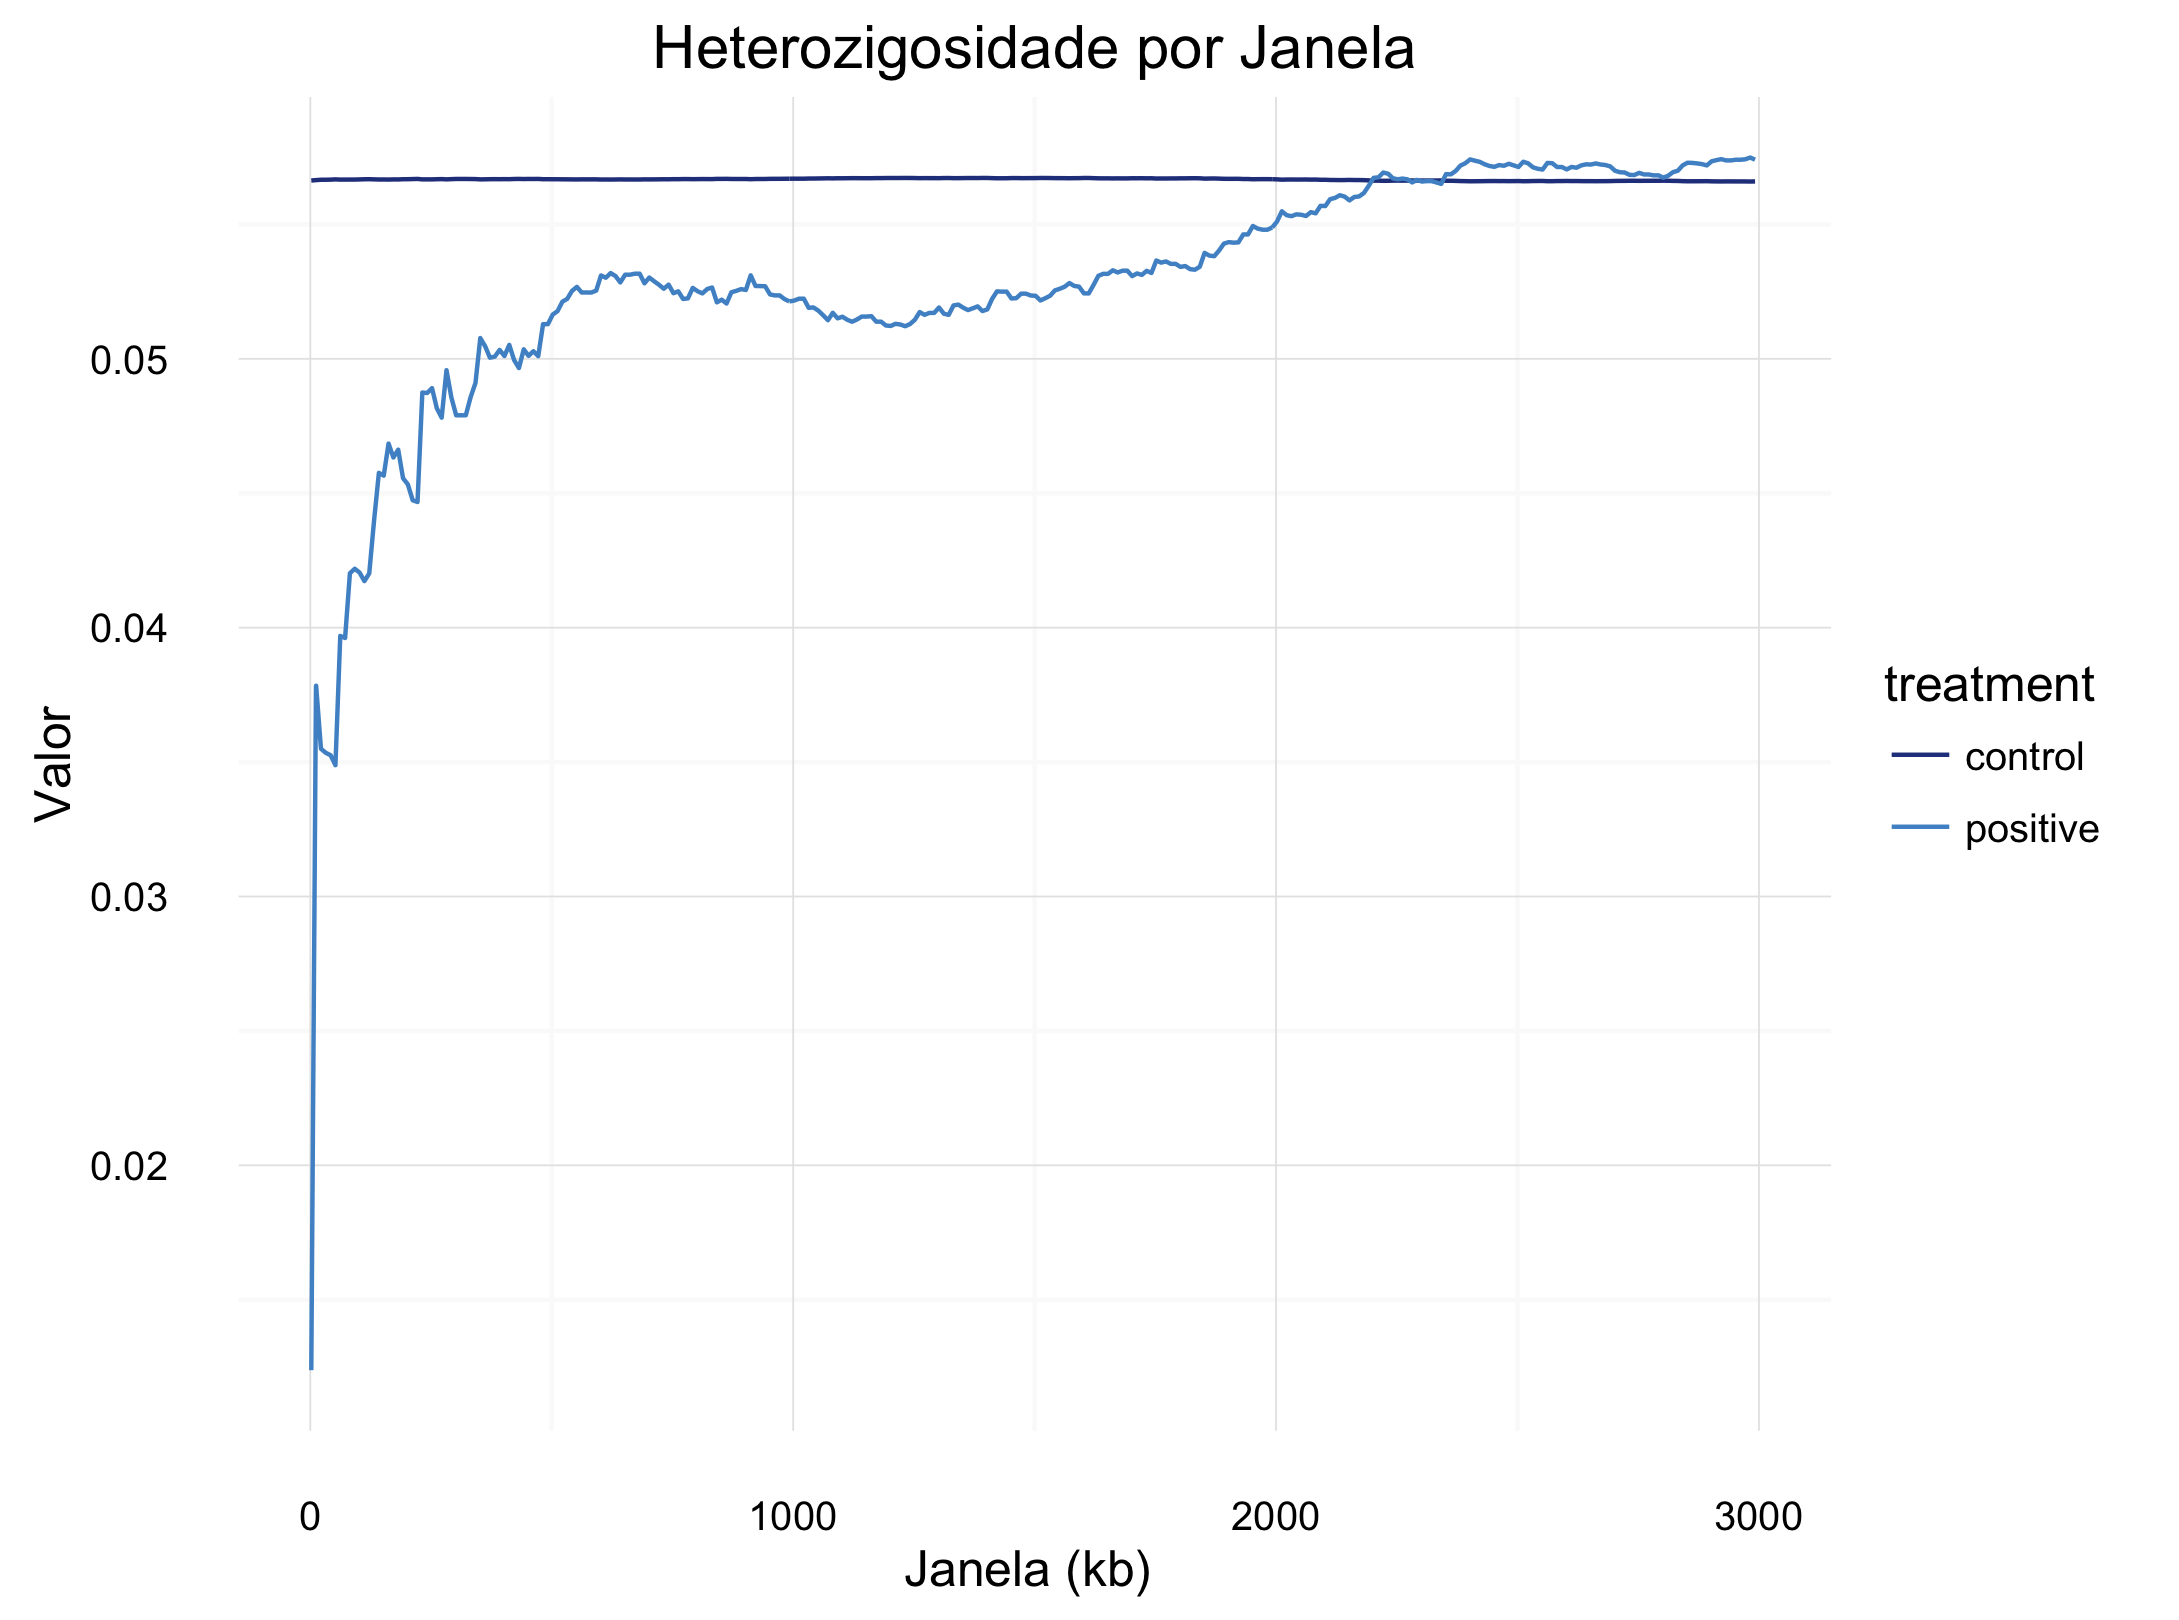 Heterozigosidade por Janela
Valor
0.05
0.04
0.03
0.02
0
1000
2000
3000
Janela (kb)
treatment
control
positive